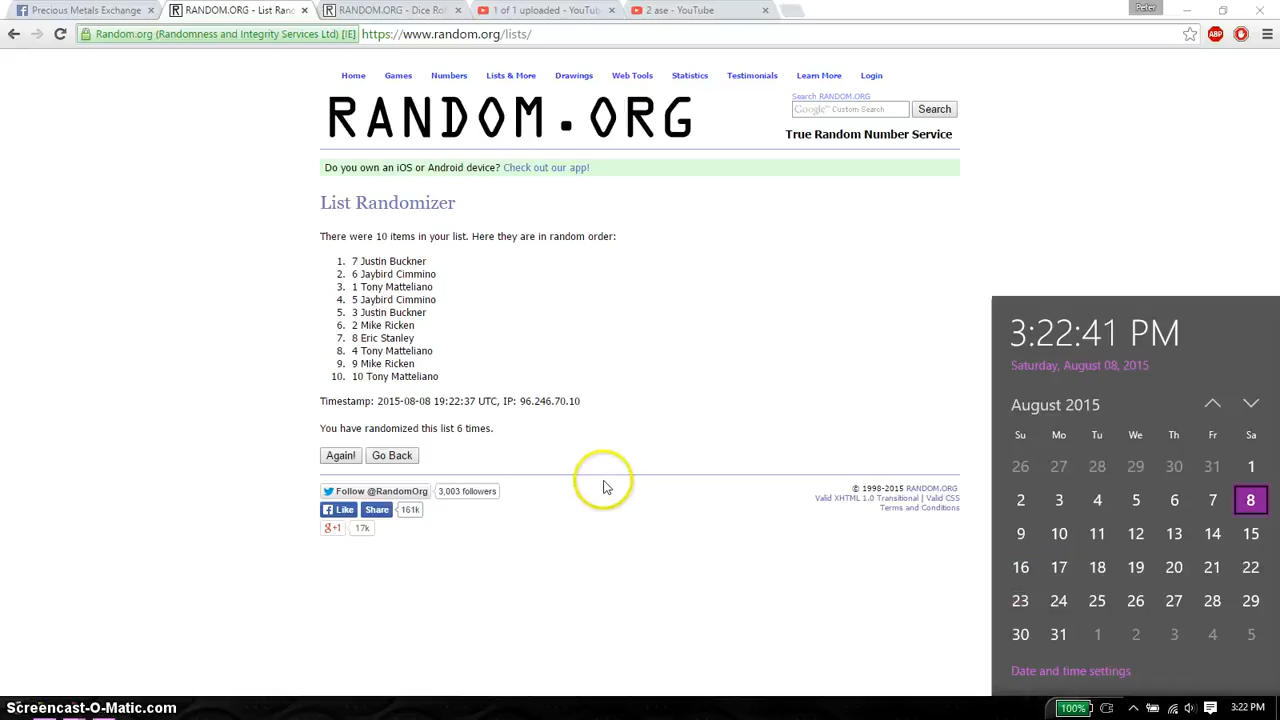 Precious Metals Exchange
RANDOM.ORG - List Ran
RANDOM.ORG - Dice Rol
1 of 1 uploaded - YouTub
2 ase - YouTube
Peter
Random.org (Randomness and Integrity Services Ltd) [IE]
https://www.random.org/lists/
ABP
Home Games Numbers Lists & More Drawings Web Tools Statistics Testimonials Learn More Login
RANDOM.ORG
Search RANDOM.ORG
Google™ Custom Search
Search
True Random Number Service
Do you own an iOS or Android device? Check out our app!
List Randomizer
There were 10 items in your list. Here they are in random order:
1. 7 Justin Buckner
2. 6 Jaybird Cimmino
3. 1 Tony Matteliano
4. 5 Jaybird Cimmino
5. 3 Justin Buckner
6. 2 Mike Ricken
7. 8 Eric Stanley
8. 4 Tony Matteliano
9. 9 Mike Ricken
10. 10 Tony Matteliano
Timestamp: 2015-08-08 19:22:37 UTC, IP: 96.246.70.10
You have randomized this list 6 times.
Again! Go Back
Follow @RandomOrg 3,003 followers
Like Share 161k
g+1 17k
© 1998-2015 RANDOM.ORG
Valid XHTML 1.0 Transitional | Valid CSS
Terms and Conditions
3:22:41 PM
Saturday, August 08, 2015
August 2015
Su Mo Tu We Th Fr Sa
26 27 28 29 30 31 1
2 3 4 5 6 7 8
9 10 11 12 13 14 15
16 17 18 19 20 21 22
23 24 25 26 27 28 29
30 31 1 2 3 4 5
Date and time settings
Screencast-O-Matic.com
100%
3:22 PM